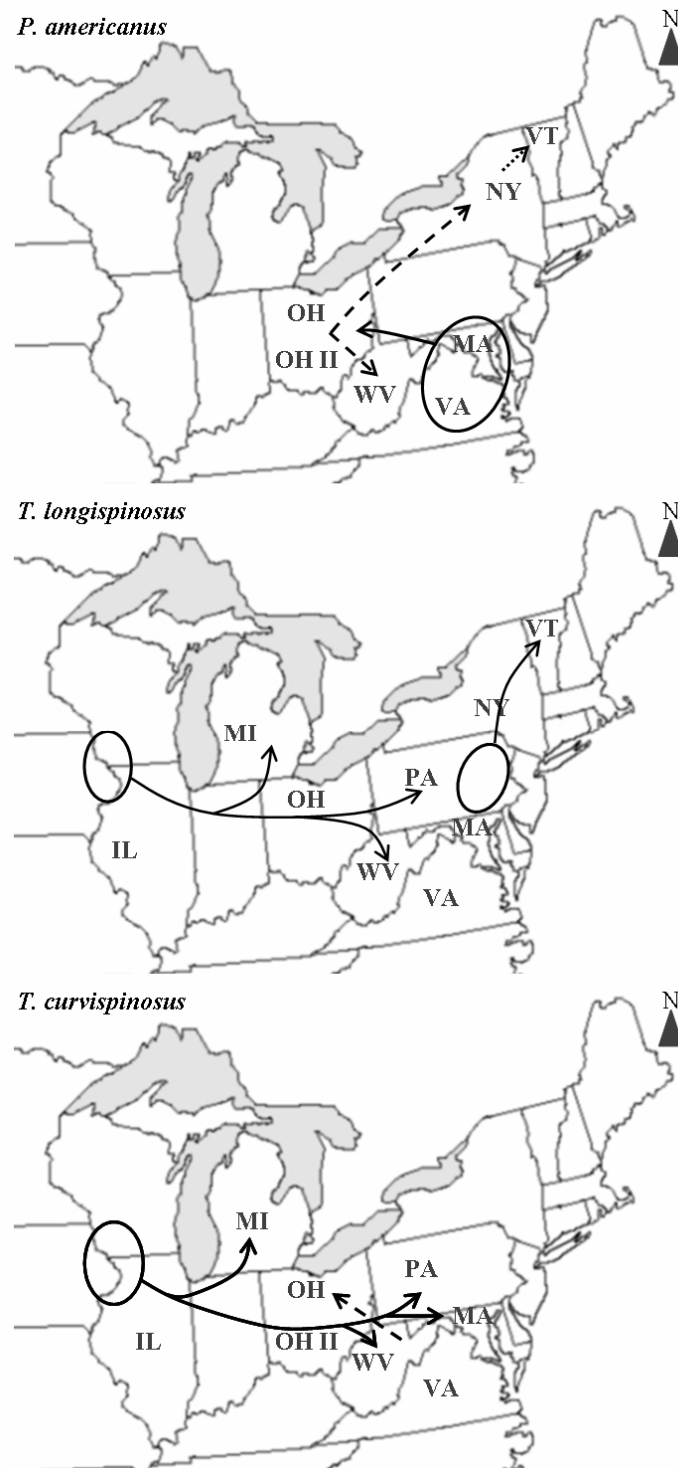 P. americanus
N
VT
NY
OH
MA
OH II
WV
VA
T. longispinosus
N
VT
NY
MI
PA
OH
MA
IL
WV
VA
T. curvispinosus
N
MI
PA
OH
MA
IL
OH II
WV
VA